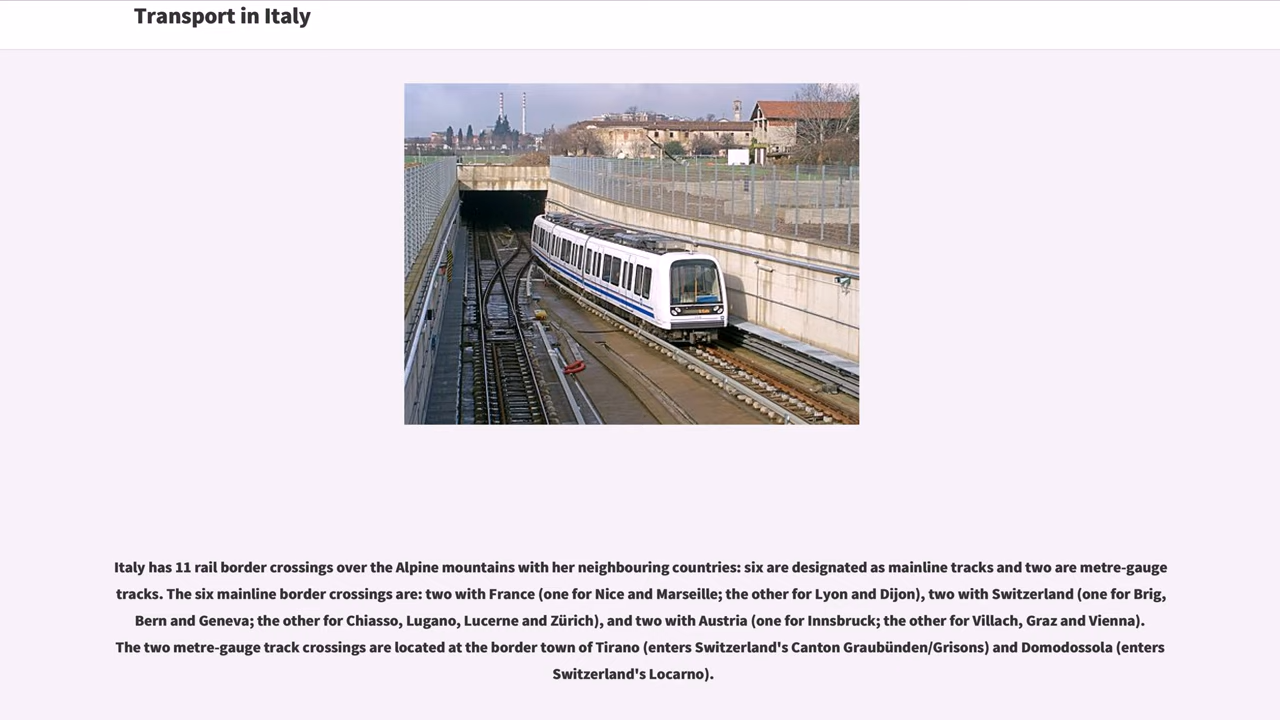 Transport in Italy
Italy has 11 rail border crossings over the Alpine mountains with her neighbouring countries: six are designated as mainline tracks and two are metre-gauge
tracks. The six mainline border crossings are: two with France (one for Nice and Marseille; the other for Lyon and Dijon), two with Switzerland (one for Brig,
Bern and Geneva; the other for Chiasso, Lugano, Lucerne and Zürich), and two with Austria (one for Innsbruck; the other for Villach, Graz and Vienna).
The two metre-gauge track crossings are located at the border town of Tirano (enters Switzerland's Canton Graubünden/Grisons) and Domodossola (enters
Switzerland's Locarno).